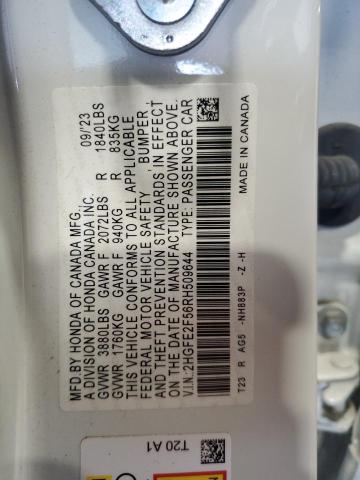 MFD.BY HONDA OF CANADA MFG. 09/'23
A DIVISION OF HONDA CANADA INC.
GVWR 3880LBS GAWR F 2072LBS R 1840LBS
GVWR 1760KG GAWR F 940KG R 835KG
THIS VEHICLE CONFORMS TO ALL APPLICABLE
FEDERAL MOTOR VEHICLE SAFETY BUMPER,
AND THEFT PREVENTION STANDARDS IN EFFECT
ON THE DATE OF MANUFACTURE SHOWN ABOVE.
V.I.N.:2HGFE2F56RH509644 TYPE: PASSENGER CAR
T23 R AG5 -NH883P -Z -H MADE IN CANADA
T20 A1